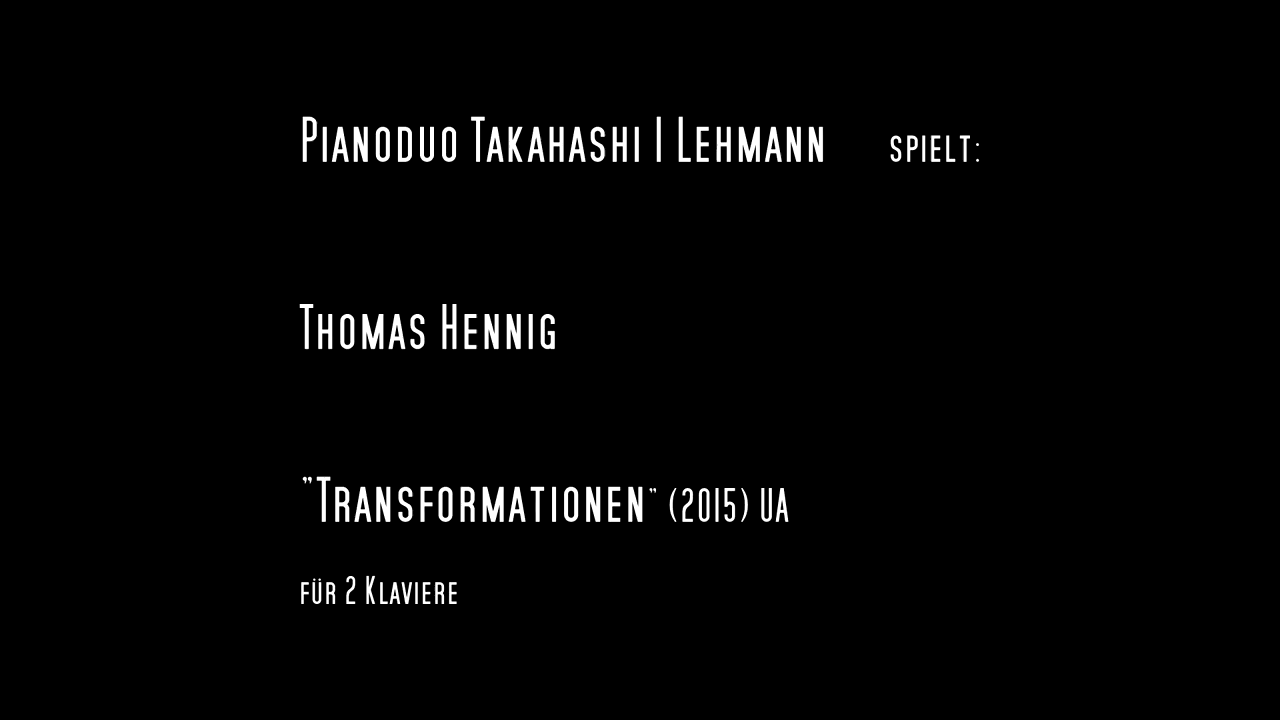 Pianoduo Takahashi | Lehmann spielt:
Thomas Hennig
"Transformationen" (2015) UA
für 2 Klaviere